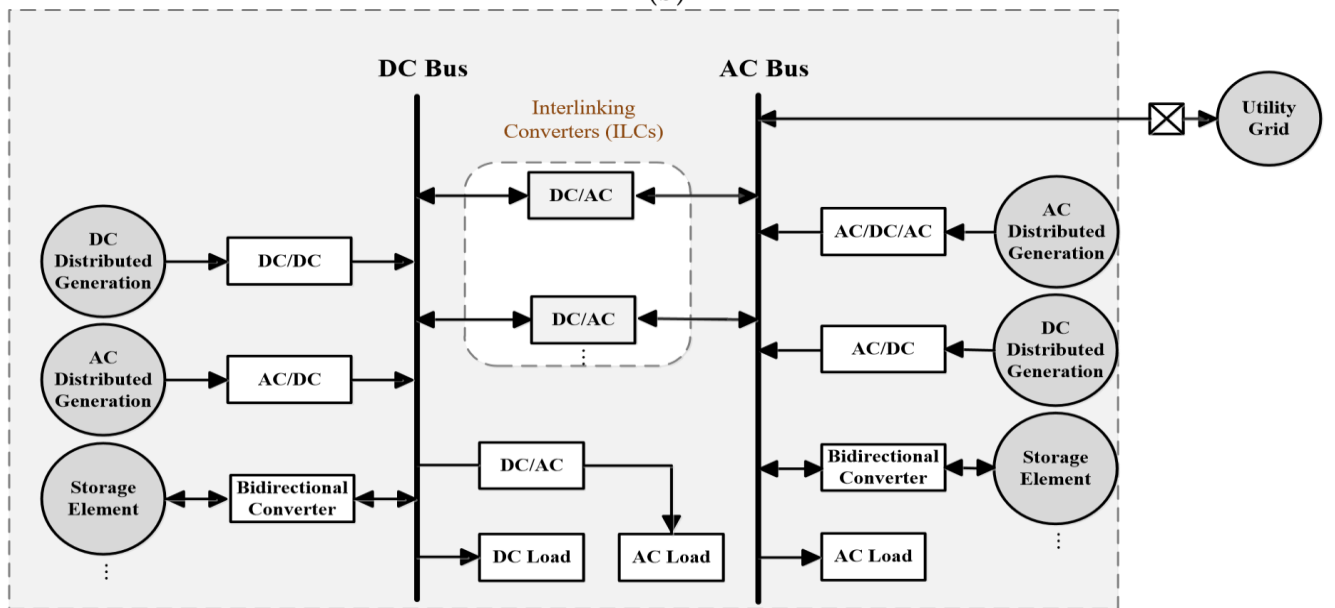 DC Bus
AC Bus
Interlinking
Converters (ILCs)
Utility
Grid
DC/AC
AC
Distributed
Generation
AC/DC/AC
DC
Distributed
Generation
DC/DC
DC/AC
DC
Distributed
Generation
AC/DC
AC
Distributed
Generation
AC/DC
⋮
DC/AC
Bidirectional
Converter
Storage
Element
Storage
Element
Bidirectional
Converter
DC Load
AC Load
AC Load
⋮
⋮